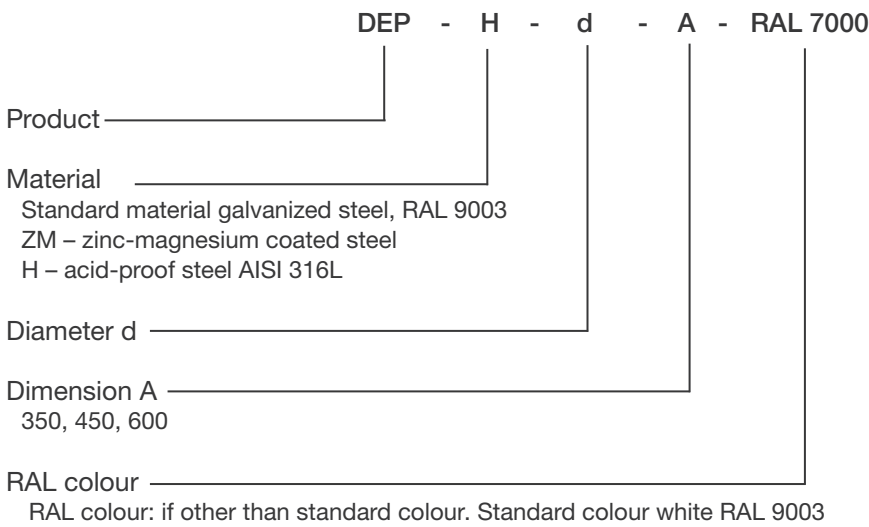 DEP - H - d - A - RAL 7000
Product
Material
Standard material galvanized steel, RAL 9003
ZM – zinc-magnesium coated steel
H – acid-proof steel AISI 316L
Diameter d
Dimension A
350, 450, 600
RAL colour
RAL colour: if other than standard colour. Standard colour white RAL 9003